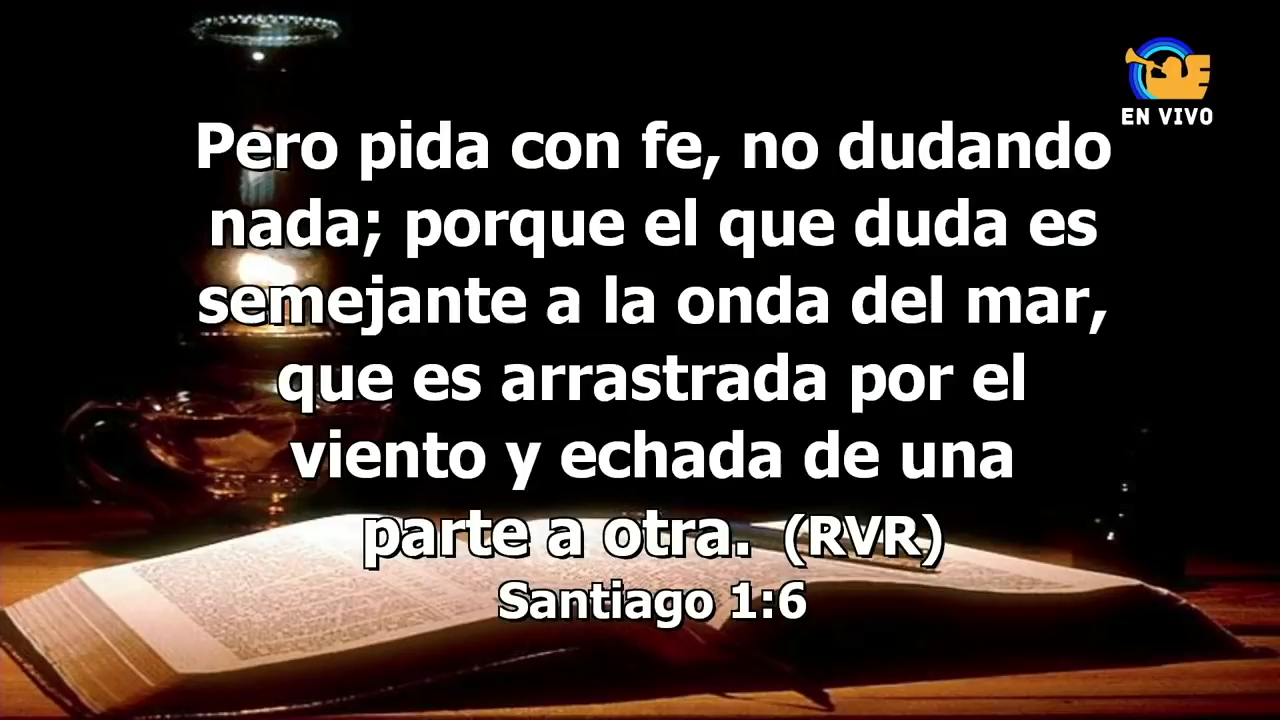 EN VIVO
Pero pida con fe, no dudando
nada; porque el que duda es
semejante a la onda del mar,
que es arrastrada por el
viento y echada de una
parte a otra. (RVR)
Santiago 1:6